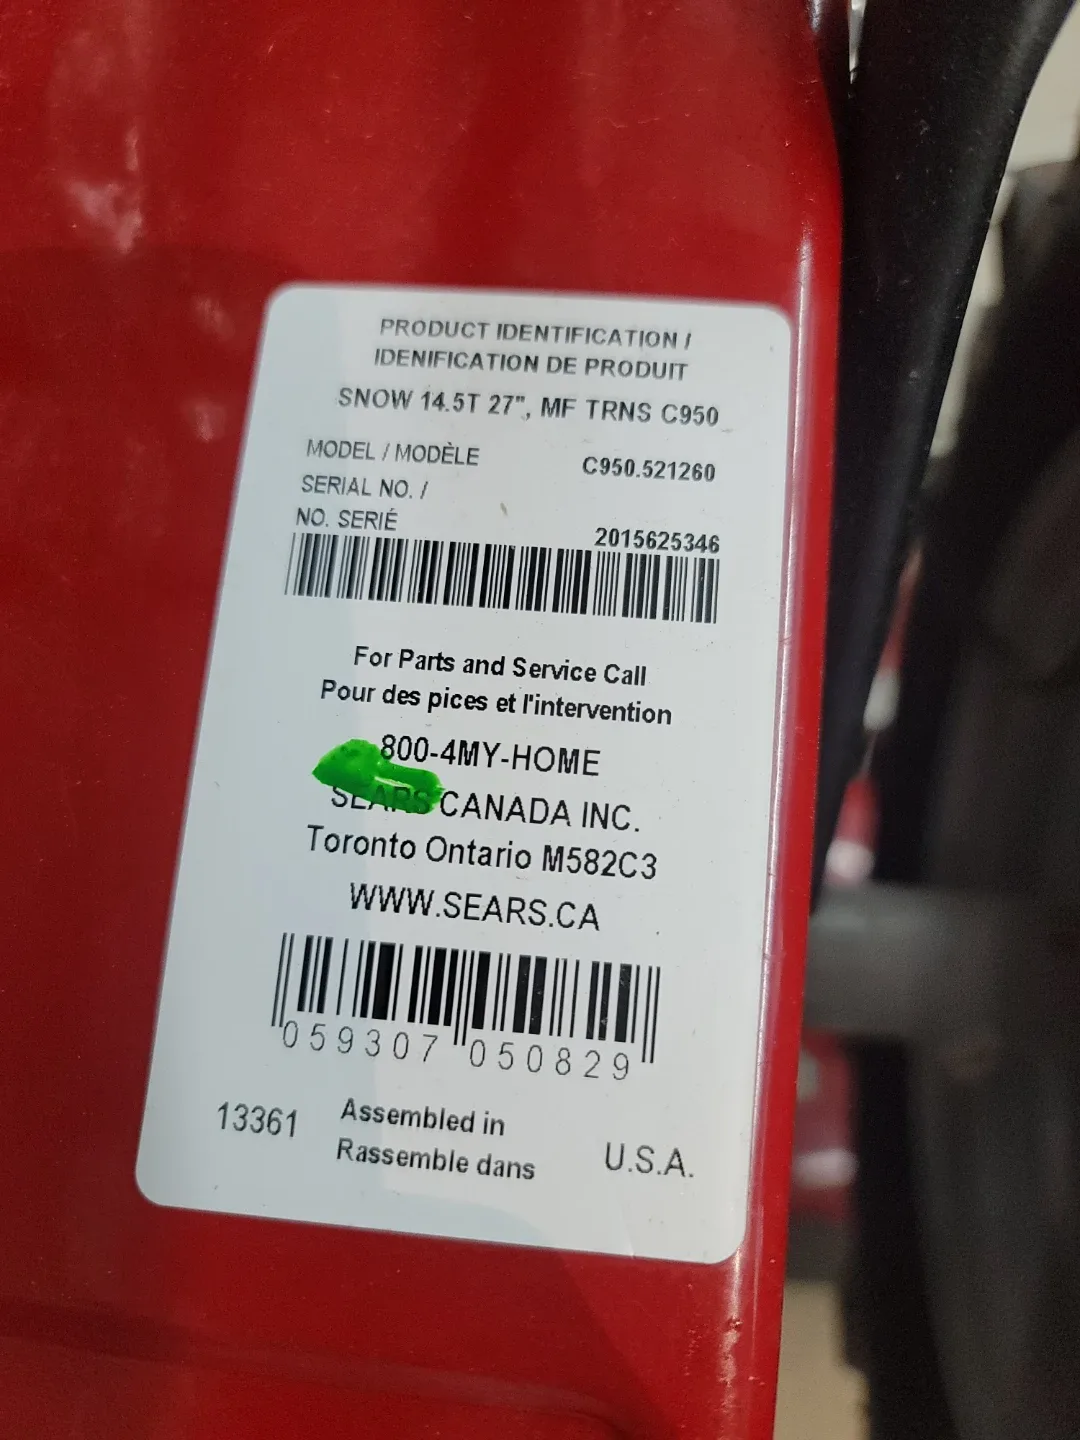 PRODUCT IDENTIFICATION /
IDENIFICATION DE PRODUIT
SNOW 14.5T 27", MF TRNS C950
MODEL / MODÈLE C950.521260
SERIAL NO. /
NO. SERIÉ 2015625346
For Parts and Service Call
Pour des pices et l'intervention
800-4MY-HOME
SEARS CANADA INC.
Toronto Ontario M582C3
WWW.SEARS.CA
059307 050829
13361 Assembled in
Rassemble dans U.S.A.